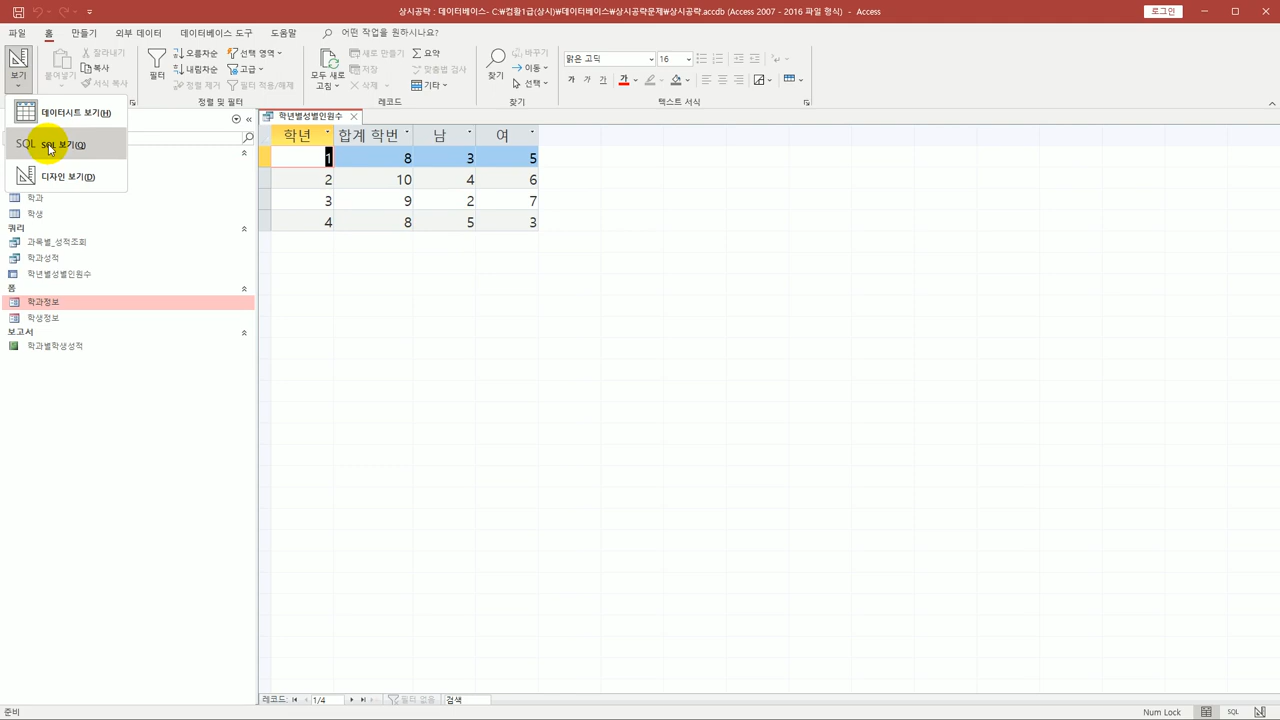 상시공략 : 데이터베이스- C:₩컴활1급(상시)₩데이터베이스₩상시공략문제₩상시공략.accdb (Access 2007 - 2016 파일 형식) - Access
로그인
파일 홈 만들기 외부 데이터 데이터베이스 도구 도움말 어떤 작업을 원하시나요?
보기
붙여넣기
잘라내기
복사
서식 복사
필터
오름차순
내림차순
정렬 제거
선택 영역
고급
필터 적용/해제
정렬 및 필터
모두 새로 고침
새로 만들기
저장
삭제
요약
맞춤법 검사
기타
레코드
찾기
바꾸기
이동
선택
찾기
맑은 고딕
16
가 가 가 가
텍스트 서식
데이터시트 보기(H)
SQL SQL 보기(Q)
디자인 보기(D)
학과
학생
쿼리
과목별_성적조회
학과성적
학년별성별인원수
폼
학과정보
학생정보
보고서
학과별학생성적
학년별성별인원수
학년 합계 학번 남 여
1 8 3 5
2 10 4 6
3 9 2 7
4 8 5 3
레코드: 1/4 필터 없음 검색
준비
Num Lock
SQL